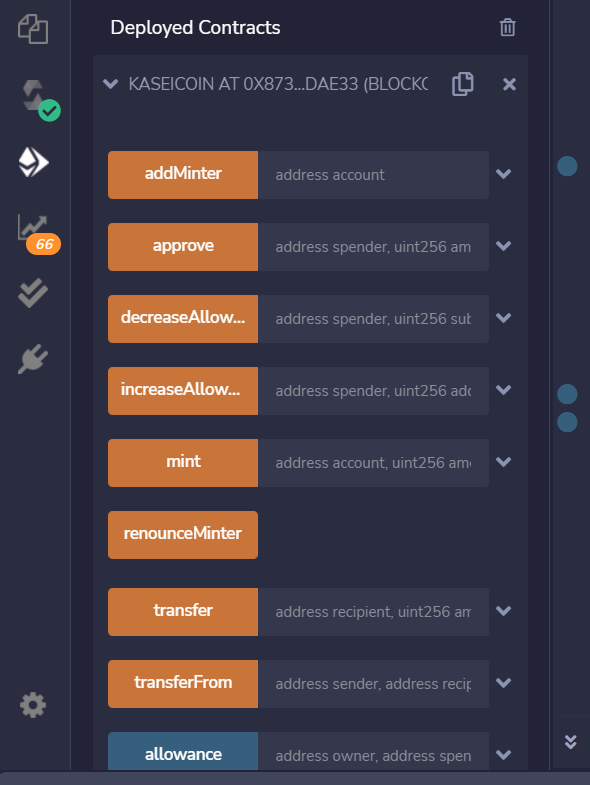 Deployed Contracts
KASEICOIN AT 0X873...DAE33 (BLOCKC
addMinter address account
approve address spender, uint256 am
66
decreaseAllow... address spender, uint256 sub
increaseAllow... address spender, uint256 add
mint address account, uint256 amo
renounceMinter
transfer address recipient, uint256 am
transferFrom address sender, address recip
allowance address owner, address spen